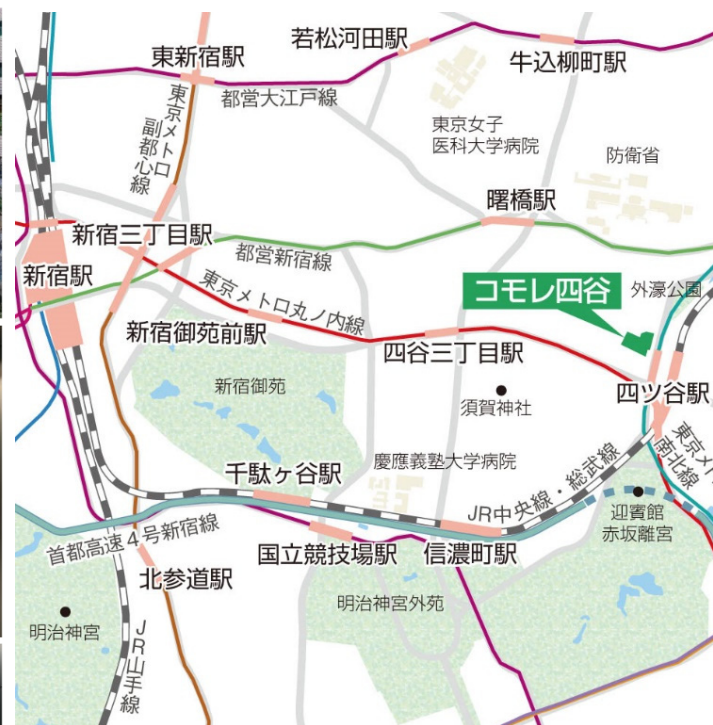 若松河田駅
東新宿駅
牛込柳町駅
都営大江戸線
東京メトロ
副都心線
東京女子
医科大学病院
防衛省
曙橋駅
新宿三丁目駅
都営新宿線
新宿駅
東京メトロ丸ノ内線
コモレ四谷
外濠公園
新宿御苑前駅
四谷三丁目駅
新宿御苑
四ツ谷駅
須賀神社
東京メト
南北線
慶應義塾大学病院
千駄ヶ谷駅
JR中央線・総武線
迎賓館
赤坂離宮
首都高速4号新宿線
国立競技場駅
信濃町駅
北参道駅
明治神宮外苑
明治神宮
JR山手線